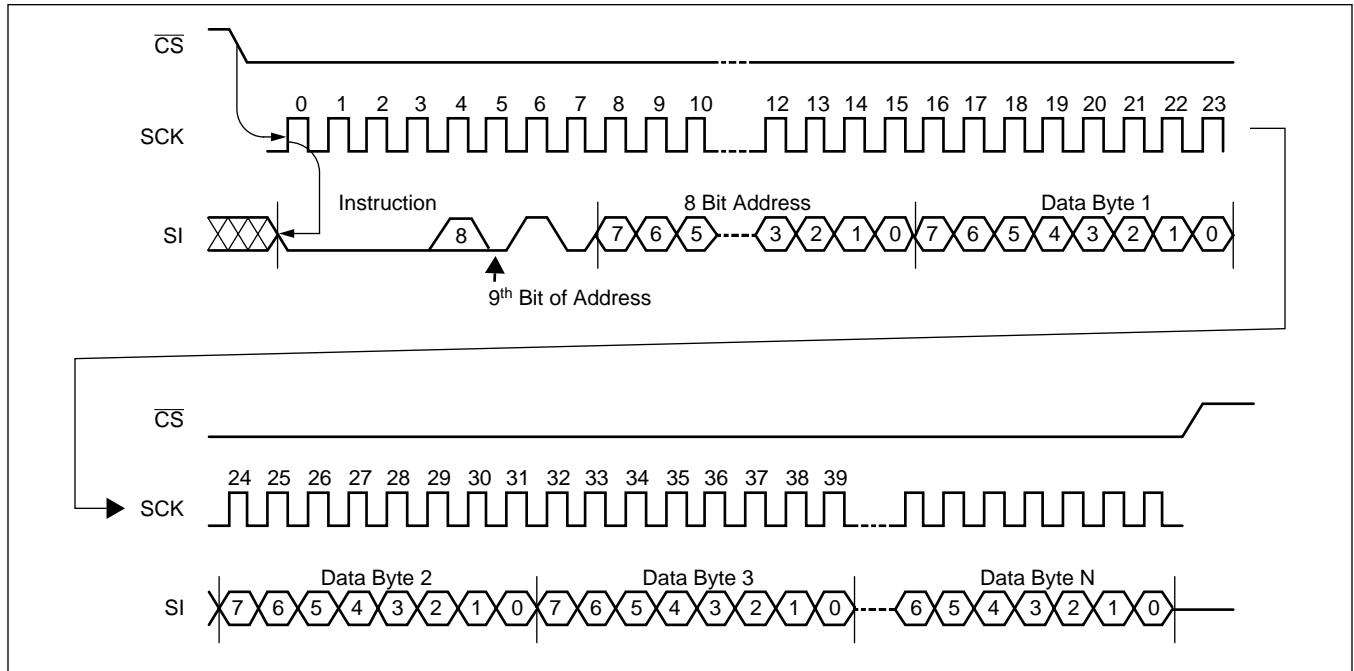 CS
0 1 2 3 4 5 6 7 8 9 10 12 13 14 15 16 17 18 19 20 21 22 23
SCK
Instruction 8 Bit Address Data Byte 1
SI 8 7 6 5 3 2 1 0 7 6 5 4 3 2 1 0
9th Bit of Address
CS
24 25 26 27 28 29 30 31 32 33 34 35 36 37 38 39
SCK
Data Byte 2 Data Byte 3 Data Byte N
SI 7 6 5 4 3 2 1 0 7 6 5 4 3 2 1 0 6 5 4 3 2 1 0